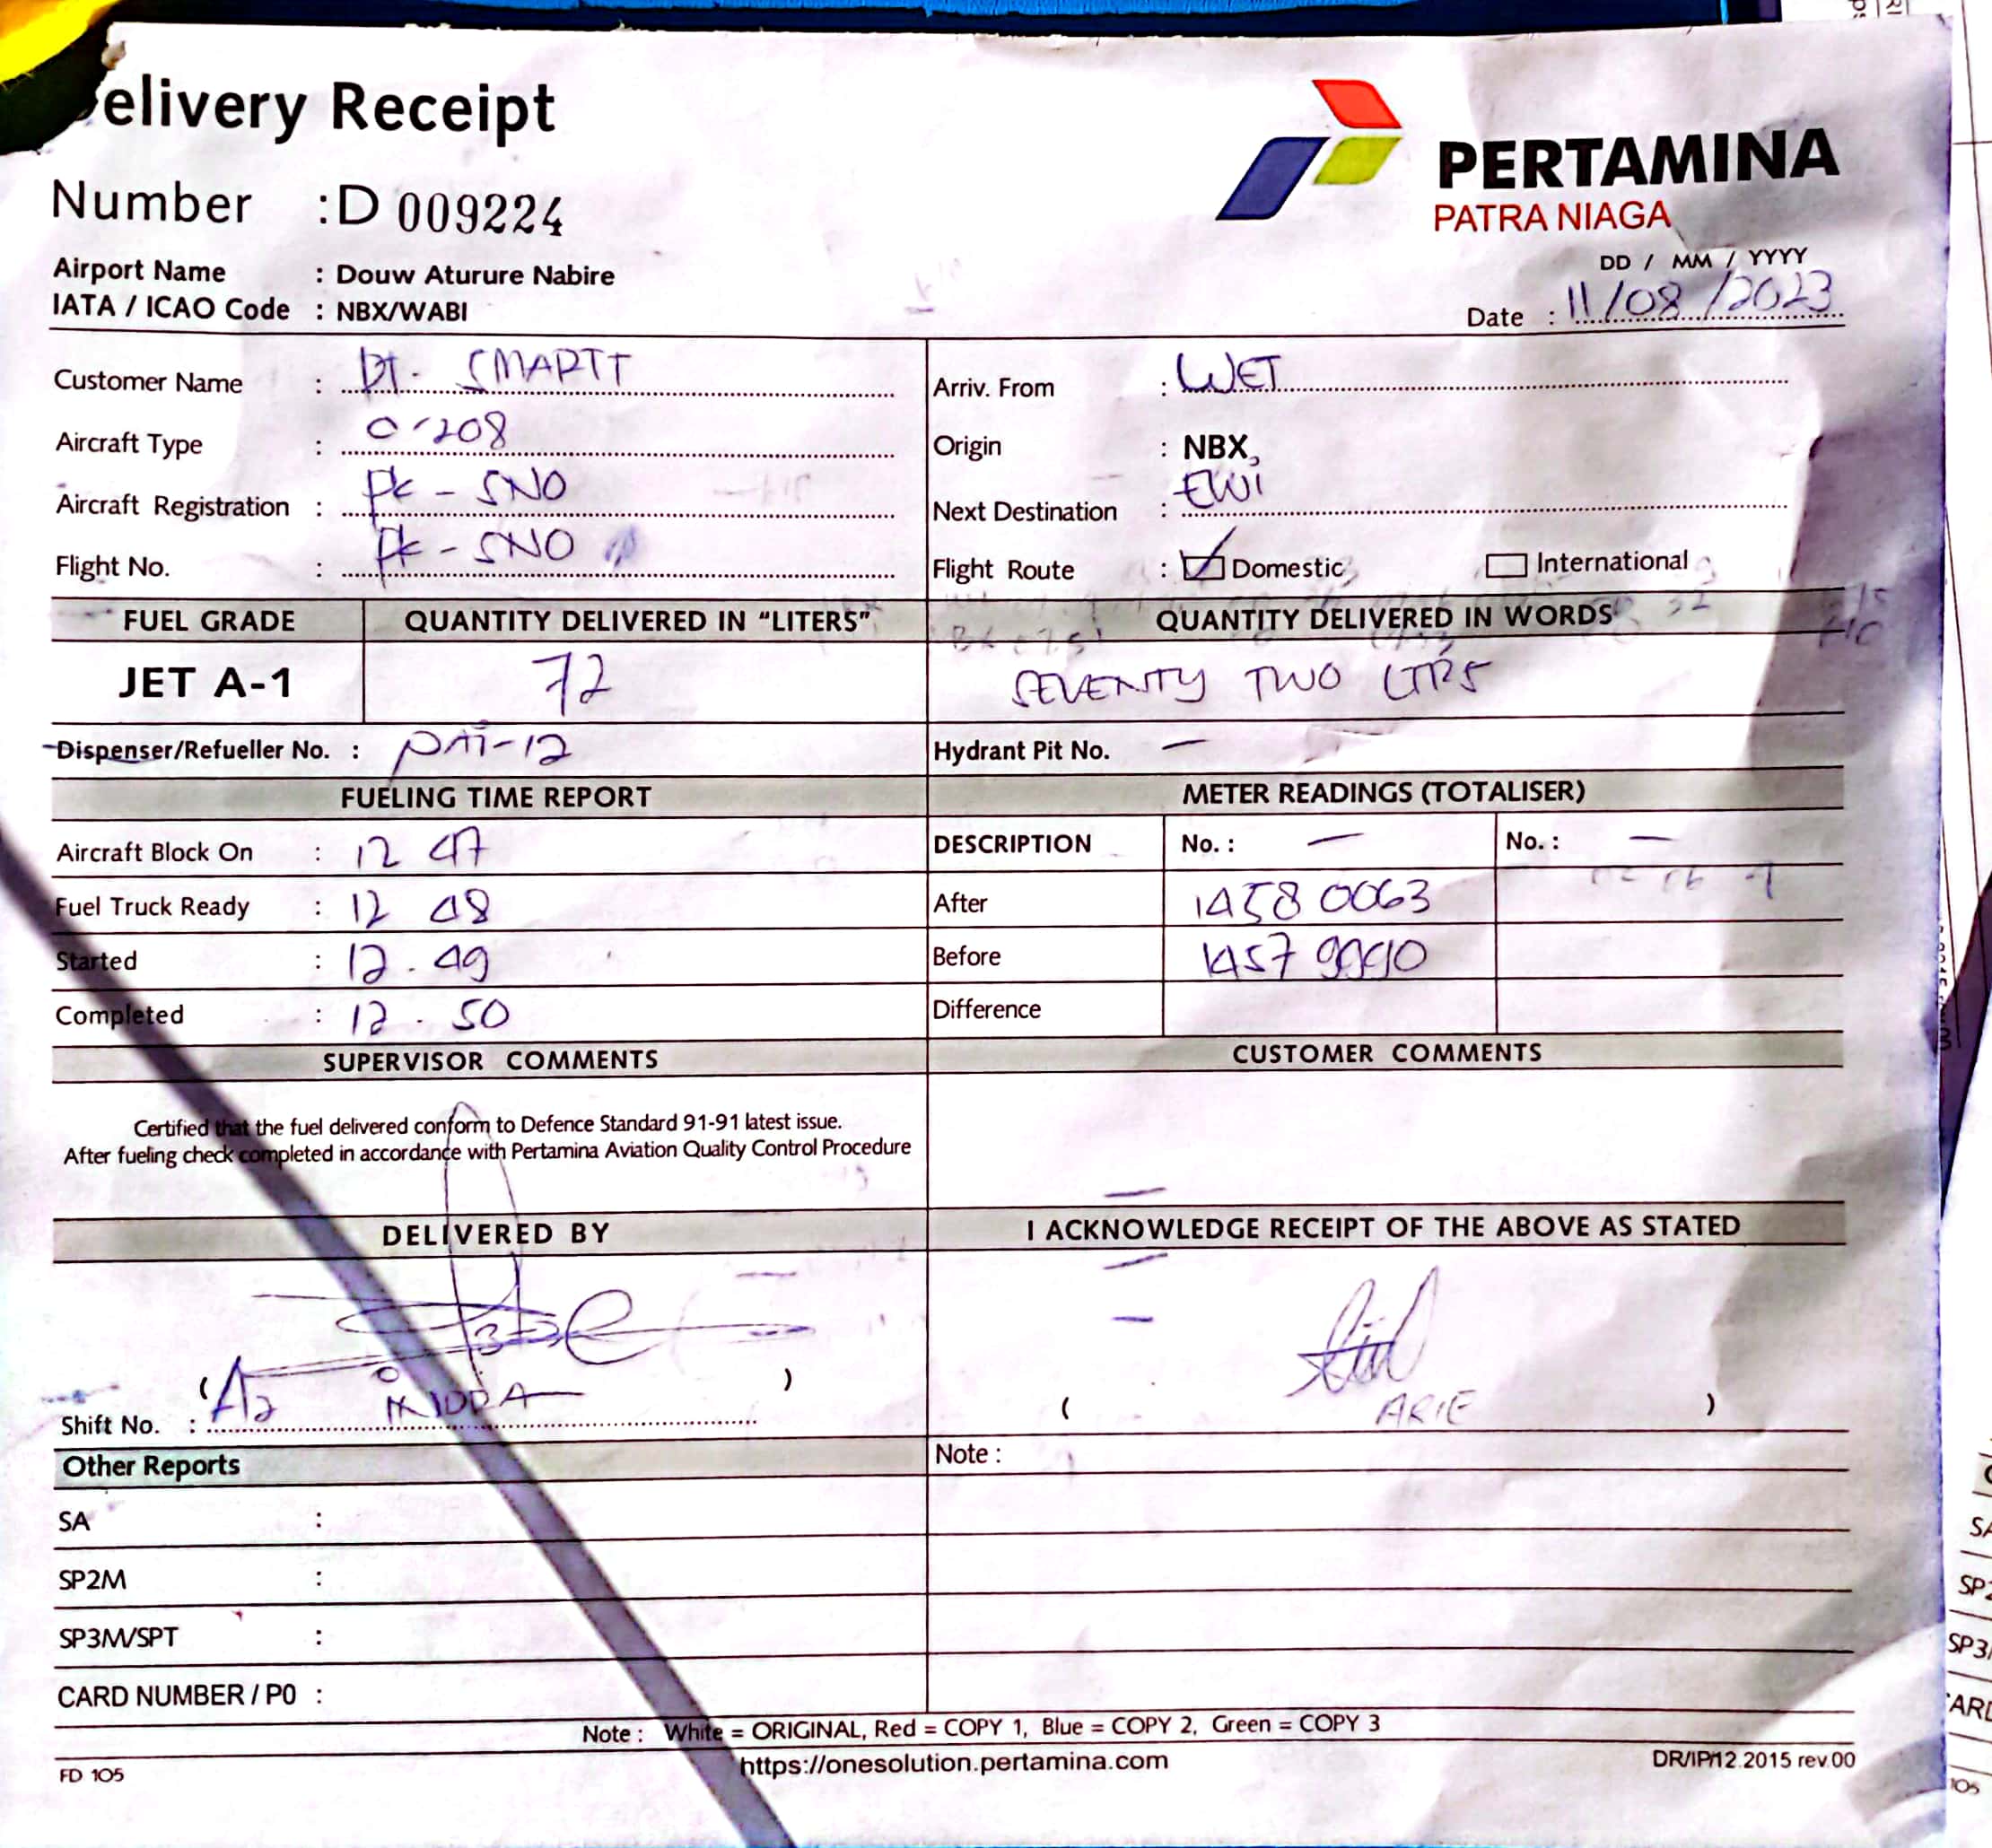 elivery Receipt
PERTAMINA
PATRA NIAGA
Number : D 009224
Airport Name : Douw Aturure Nabire
IATA / ICAO Code : NBX/WABI
DD / MM / YYYY
Date : 11/08/2023
Customer Name : Pt. SMARTT
Arriv. From : WET
Aircraft Type : C-208
Origin : NBX,
Aircraft Registration : Pk - SNO
Next Destination : EWI
Flight No. : Pk - SNO
Flight Route : Domestic International
FUEL GRADE QUANTITY DELIVERED IN "LITERS" QUANTITY DELIVERED IN WORDS
JET A-1 72 SEVENTY TWO LTRS
Dispenser/Refueller No. :
Hydrant Pit No. —
FUELING TIME REPORT METER READINGS (TOTALISER)
Aircraft Block On : 12 47
DESCRIPTION No. : — No. : —
Fuel Truck Ready : 12 48
After 1458 0063
Started : 12.49
Before
Completed : 12.50
Difference
SUPERVISOR COMMENTS CUSTOMER COMMENTS
Certified that the fuel delivered conform to Defence Standard 91-91 latest issue.
After fueling check completed in accordance with Pertamina Aviation Quality Control Procedure
DELIVERED BY I ACKNOWLEDGE RECEIPT OF THE ABOVE AS STATED
( )
( ARIE )
Shift No. : INDRA
Other Reports
Note :
SA :
SP2M :
SP3M/SPT :
CARD NUMBER / PO :
Note : White = ORIGINAL, Red = COPY 1, Blue = COPY 2, Green = COPY 3
https://onesolution.pertamina.com
FD 105
DR/IP/12.2015 rev.00